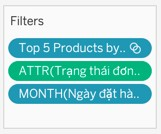 Filters
Top 5 Products by..
ATTR(Trạng thái đơn..
MONTH(Ngày đặt hà..